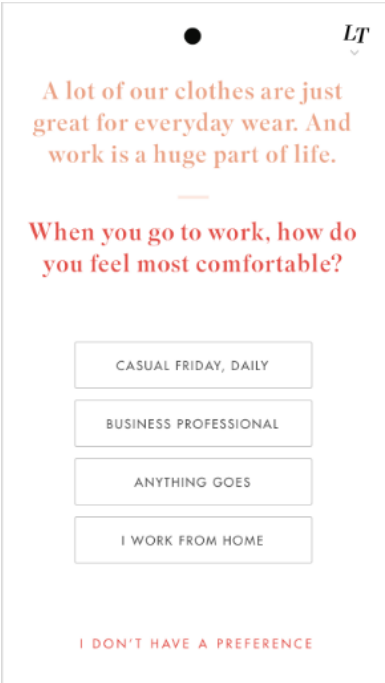 LT
A lot of our clothes are just
great for everyday wear. And
work is a huge part of life.
When you go to work, how do
you feel most comfortable?
CASUAL FRIDAY, DAILY
BUSINESS PROFESSIONAL
ANYTHING GOES
I WORK FROM HOME
I DON'T HAVE A PREFERENCE